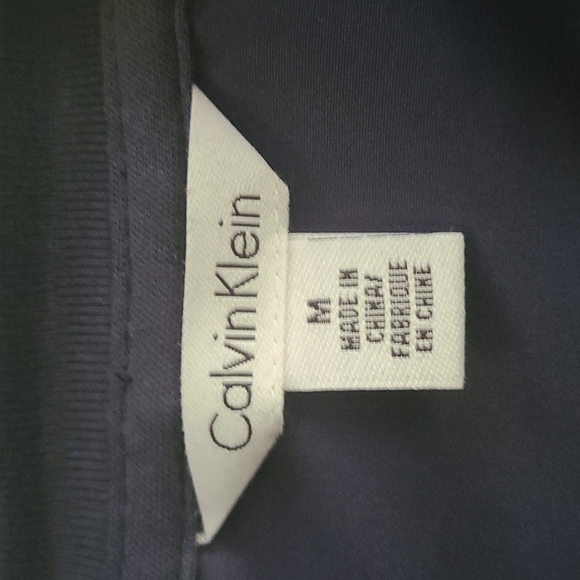 Calvin Klein
M
MADE IN
CHINA/
FABRIQUE
EN CHINE